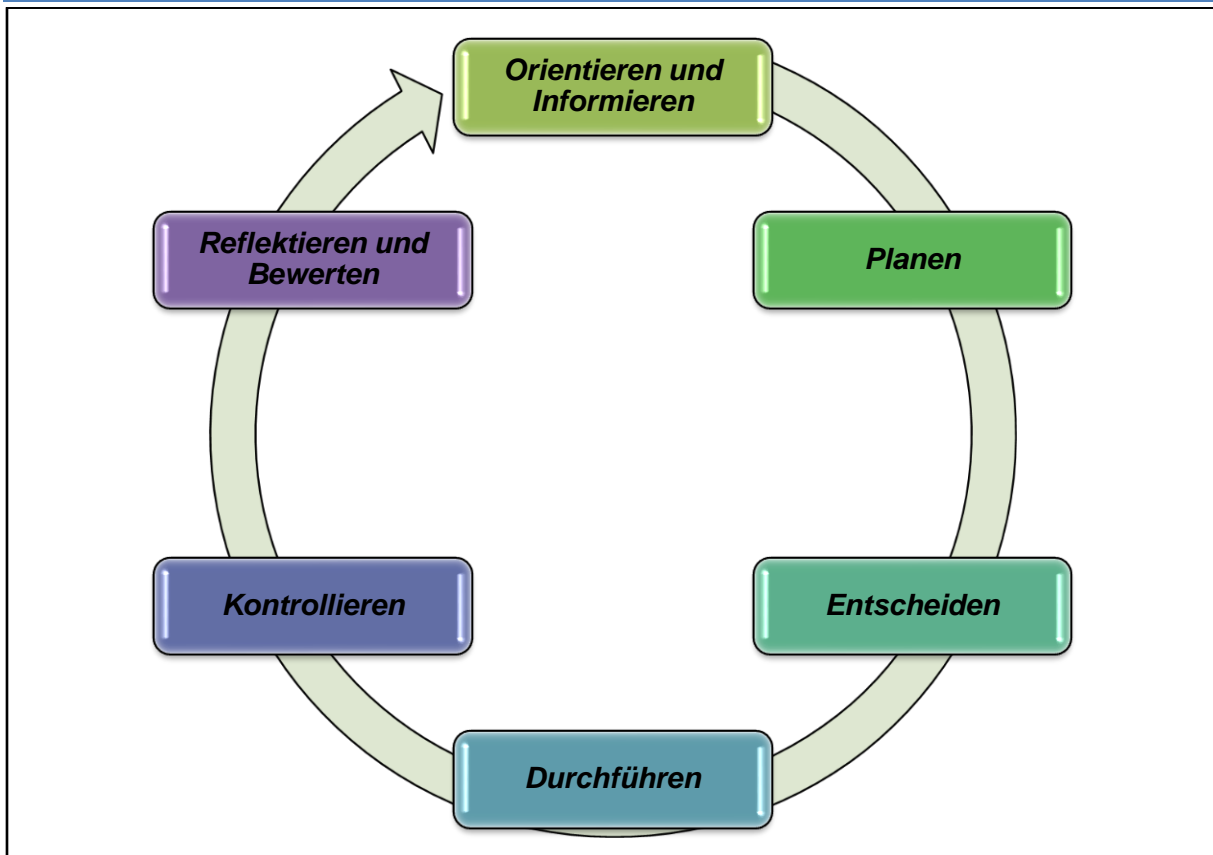 Orientieren und
Informieren
Planen
Entscheiden
Durchführen
Kontrollieren
Reflektieren und
Bewerten